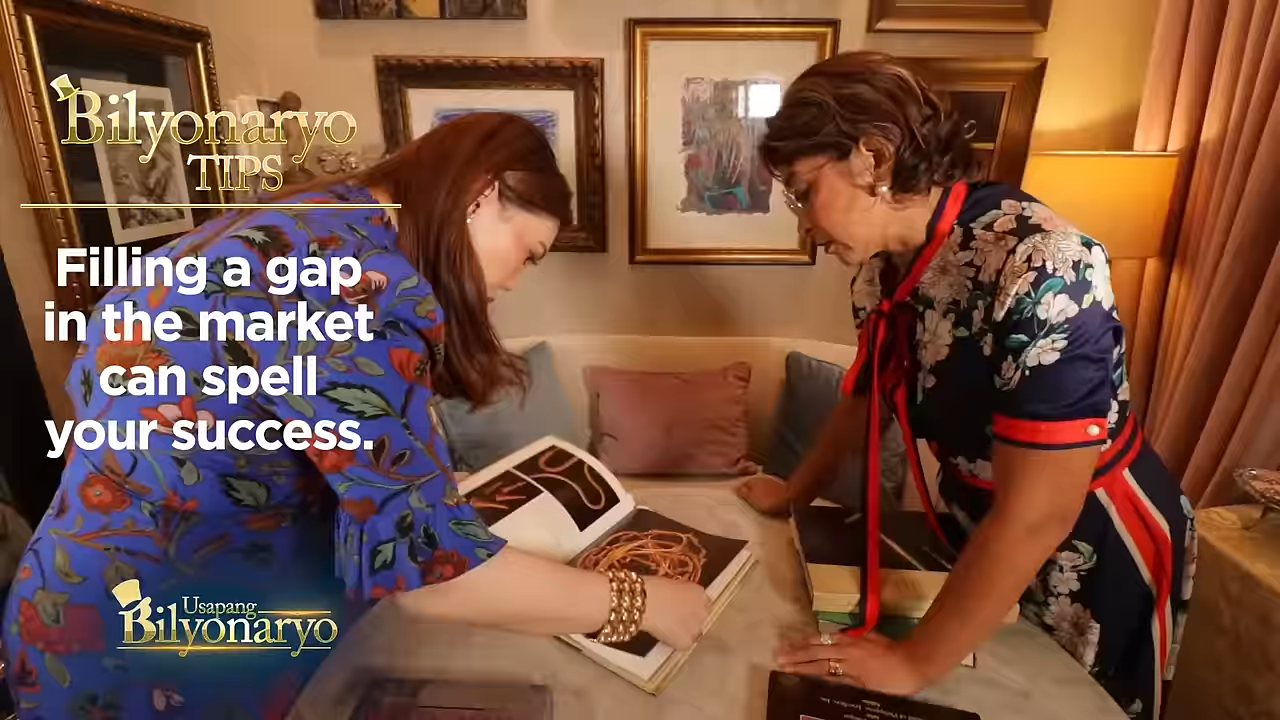 Bilyonaryo
TIPS
Filling a gap
in the market
can spell
your success.
Usapang
Bilyonaryo